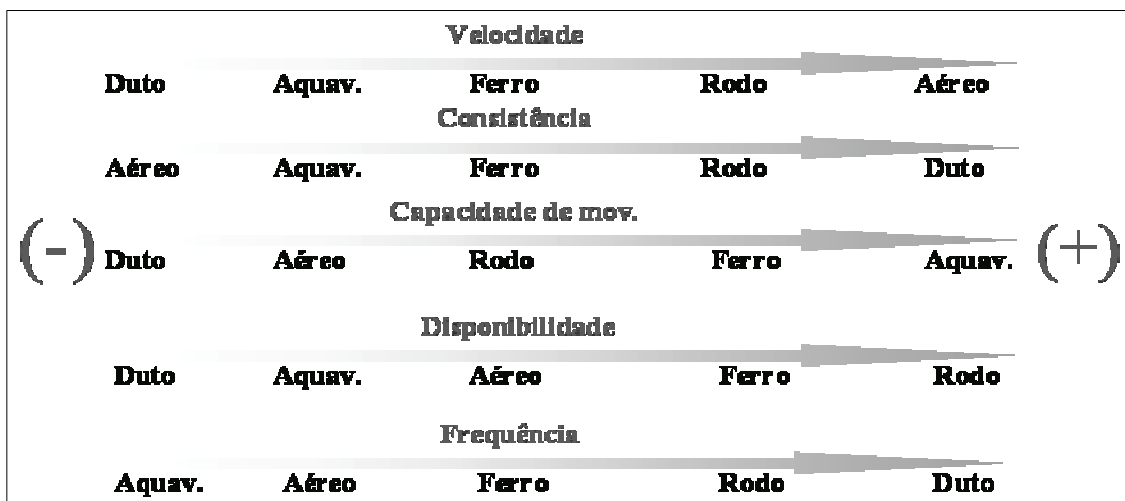 Velocidade
Duto Aquav. Ferro Rodo Aéreo
Consistência
Aéreo Aquav. Ferro Rodo Duto
Capacidade de mov.
(-) Duto Aéreo Rodo Ferro Aquav. (+)
Disponibilidade
Duto Aquav. Aéreo Ferro Rodo
Frequência
Aquav. Aéreo Ferro Rodo Duto